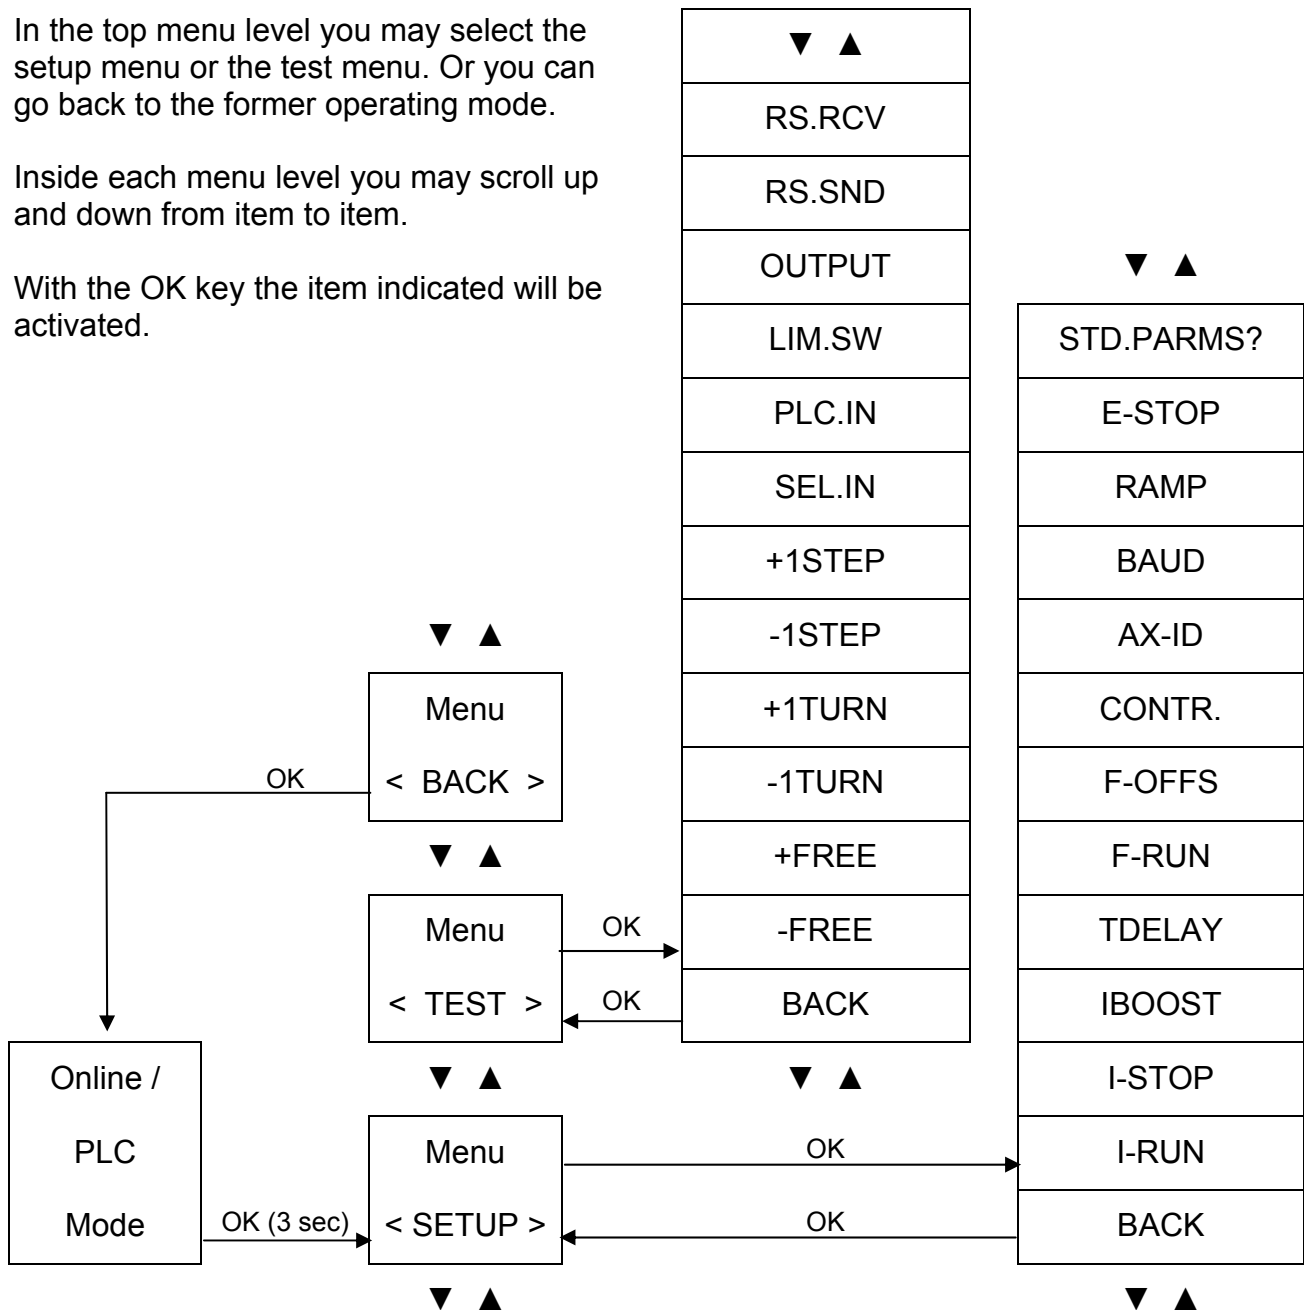 In the top menu level you may select the
setup menu or the test menu. Or you can
go back to the former operating mode.
Inside each menu level you may scroll up
and down from item to item.
With the OK key the item indicated will be
activated.
▼ ▲
RS.RCV
RS.SND
OUTPUT
LIM.SW
PLC.IN
SEL.IN
+1STEP
-1STEP
+1TURN
-1TURN
+FREE
-FREE
BACK
▼ ▲
▼ ▲
STD.PARMS?
E-STOP
RAMP
BAUD
AX-ID
CONTR.
F-OFFS
F-RUN
TDELAY
IBOOST
I-STOP
I-RUN
BACK
▼ ▲
▼ ▲
Menu
< BACK >
OK
▼ ▲
Menu
< TEST >
OK
OK
▼ ▲
Menu
< SETUP >
OK
OK
▼ ▲
Online /
PLC
Mode
OK (3 sec)